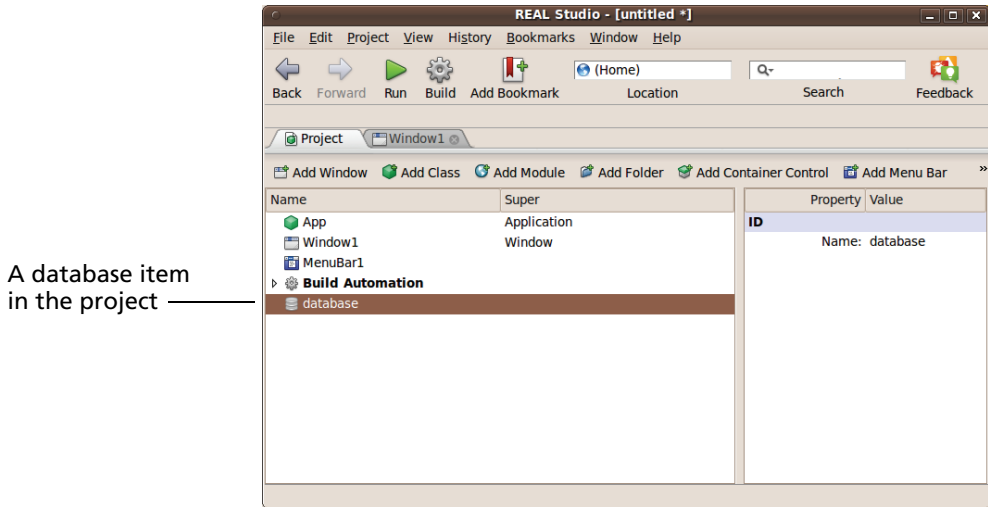 REAL Studio - [untitled *]
File Edit Project View History Bookmarks Window Help
(Home)
Back Forward Run Build Add Bookmark Location Search Feedback
Project Window1
Add Window Add Class Add Module Add Folder Add Container Control Add Menu Bar »
Name Super Property Value
App Application ID
Window1 Window Name: database
MenuBar1
Build Automation
database
A database item
in the project